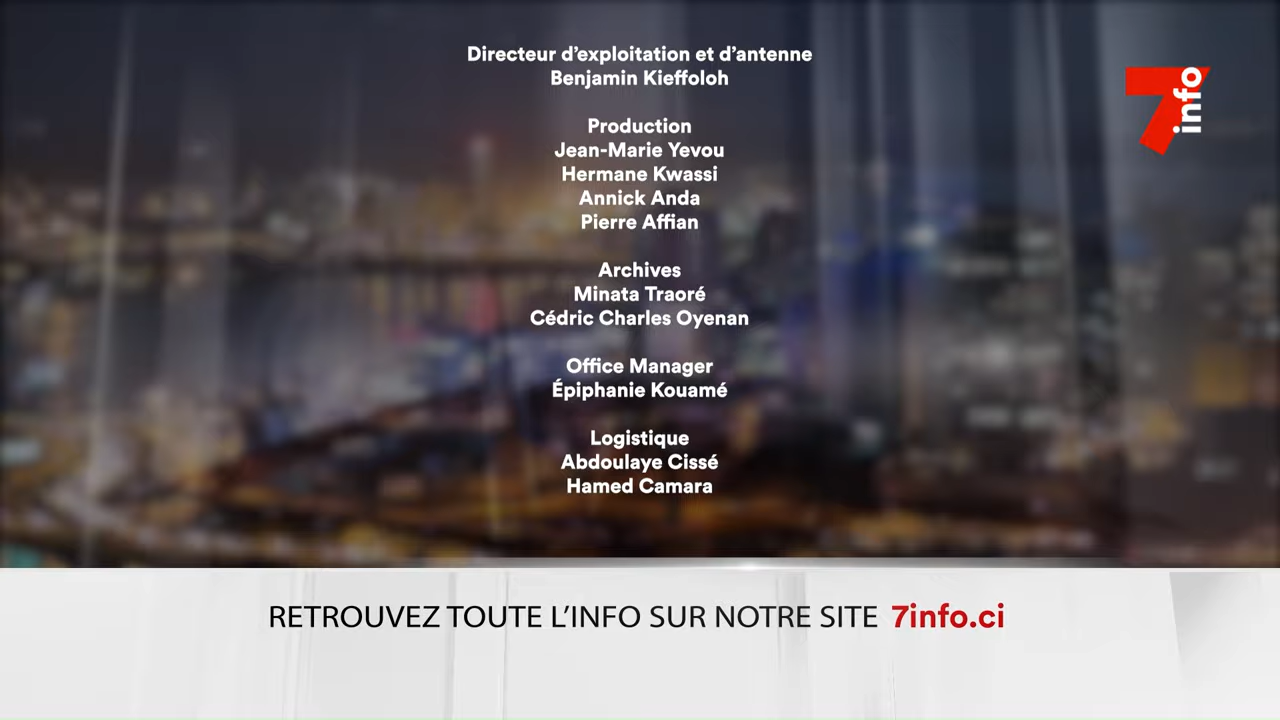 Directeur d’exploitation et d’antenne
Benjamin Kieffoloh
Production
Jean-Marie Yevou
Hermane Kwassi
Annick Anda
Pierre Affian
Archives
Minata Traoré
Cédric Charles Oyenan
Office Manager
Épiphanie Kouamé
Logistique
Abdoulaye Cissé
Hamed Camara
7info
RETROUVEZ TOUTE L’INFO SUR NOTRE SITE 7info.ci